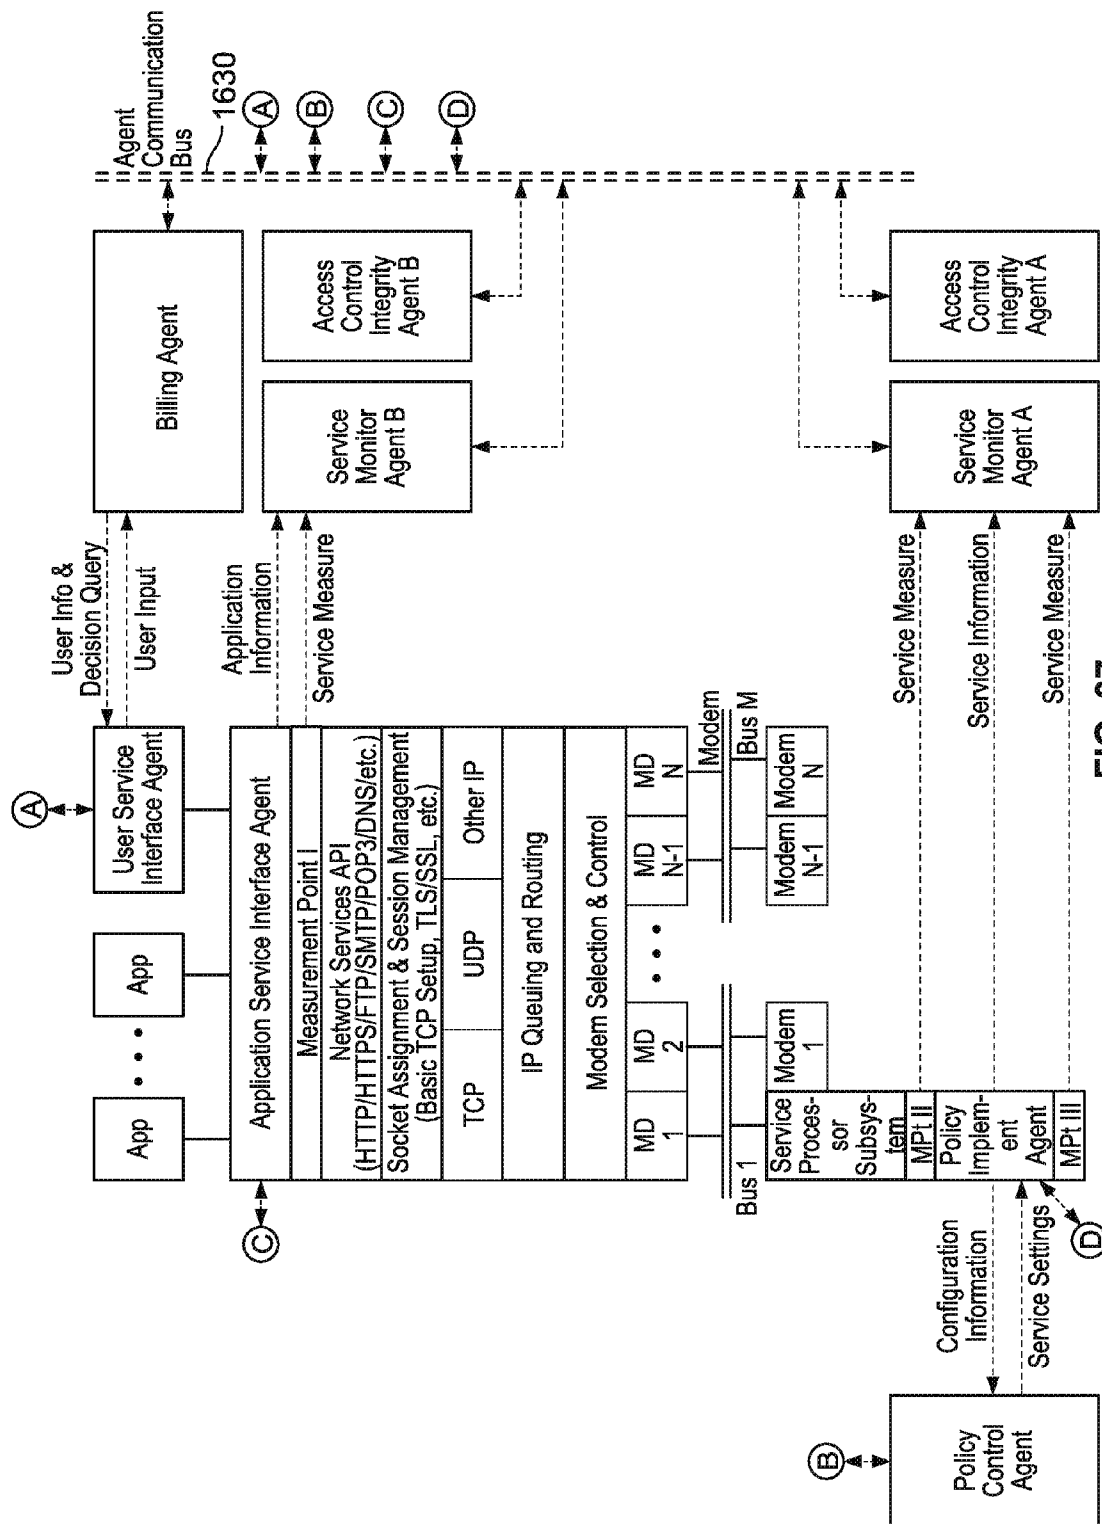 Agent
Communication
Bus
1630
A
B
C
D
Billing Agent
Access
Control
Integrity
Agent B
Service
Monitor
Agent B
Access
Control
Integrity
Agent A
Service
Monitor
Agent A
User Info &
Decision Query
User Input
Application
Information
Service Measure
Service Measure
Service Information
Service Measure
A
User Service
Interface Agent
App
App
Application Service Interface Agent
Measurement Point I
Network Services API
(HTTP/HTTPS/FTP/SMTP/POP3/DNS/etc.)
Socket Assignment & Session Management
(Basic TCP Setup, TLS/SSL, etc.)
TCP
UDP
Other IP
IP Queuing and Routing
Modem Selection & Control
MD
1
MD
2
MD
N-1
MD
N
Modem
Bus M
Bus 1
Modem
1
Modem
N-1
Modem
N
Service
Proces-
sor
Subsys-
tem
MPt II
Policy
Implem-
ent
Agent
MPt III
C
D
Configuration
Information
Service Settings
B
Policy
Control
Agent